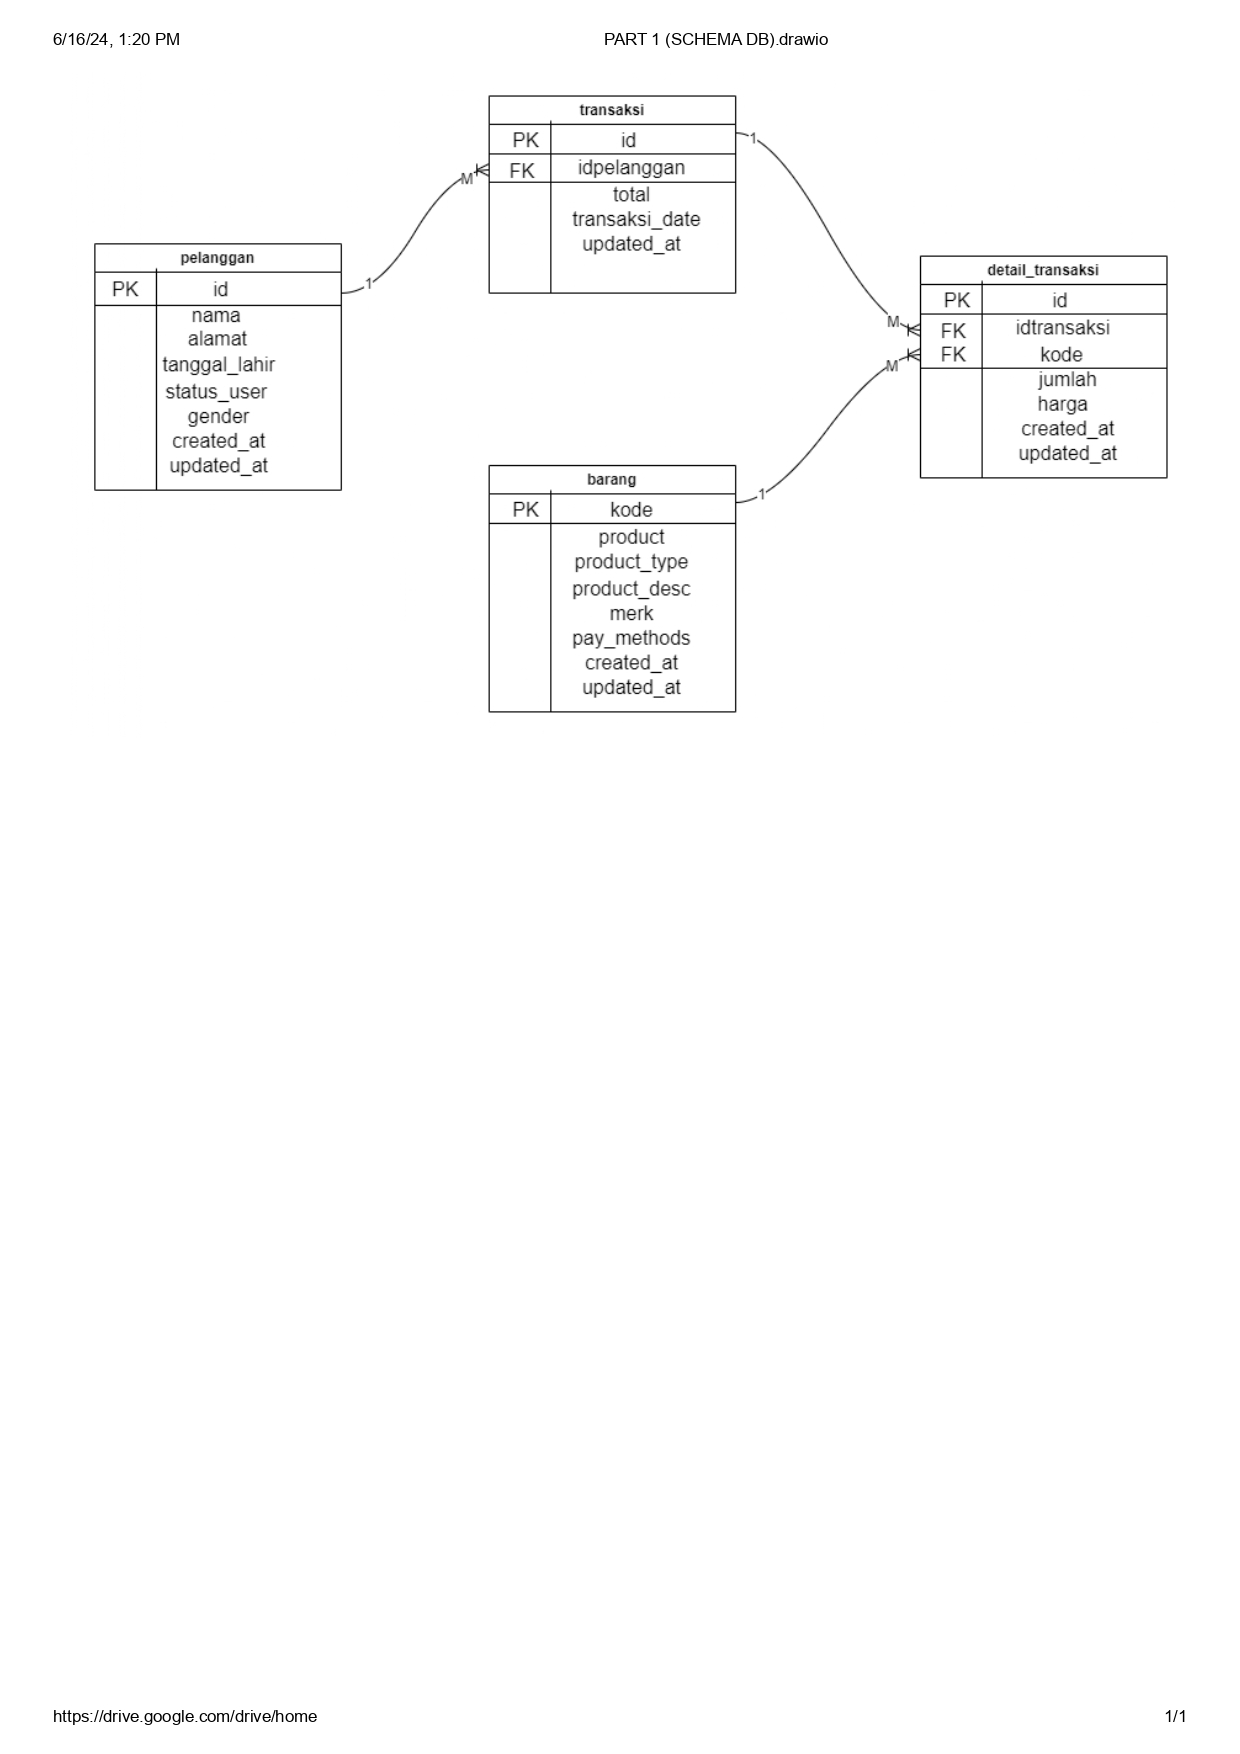 6/16/24, 1:20 PM PART 1 (SCHEMA DB).drawio
transaksi
PK id
FK idpelanggan
total
transaksi_date
updated_at
1
M
pelanggan
PK id
nama
alamat
tanggal_lahir
status_user
gender
created_at
updated_at
1
detail_transaksi
PK id
FK idtransaksi
FK kode
jumlah
harga
created_at
updated_at
M
M
barang
PK kode
product
product_type
product_desc
merk
pay_methods
created_at
updated_at
1
https://drive.google.com/drive/home 1/1